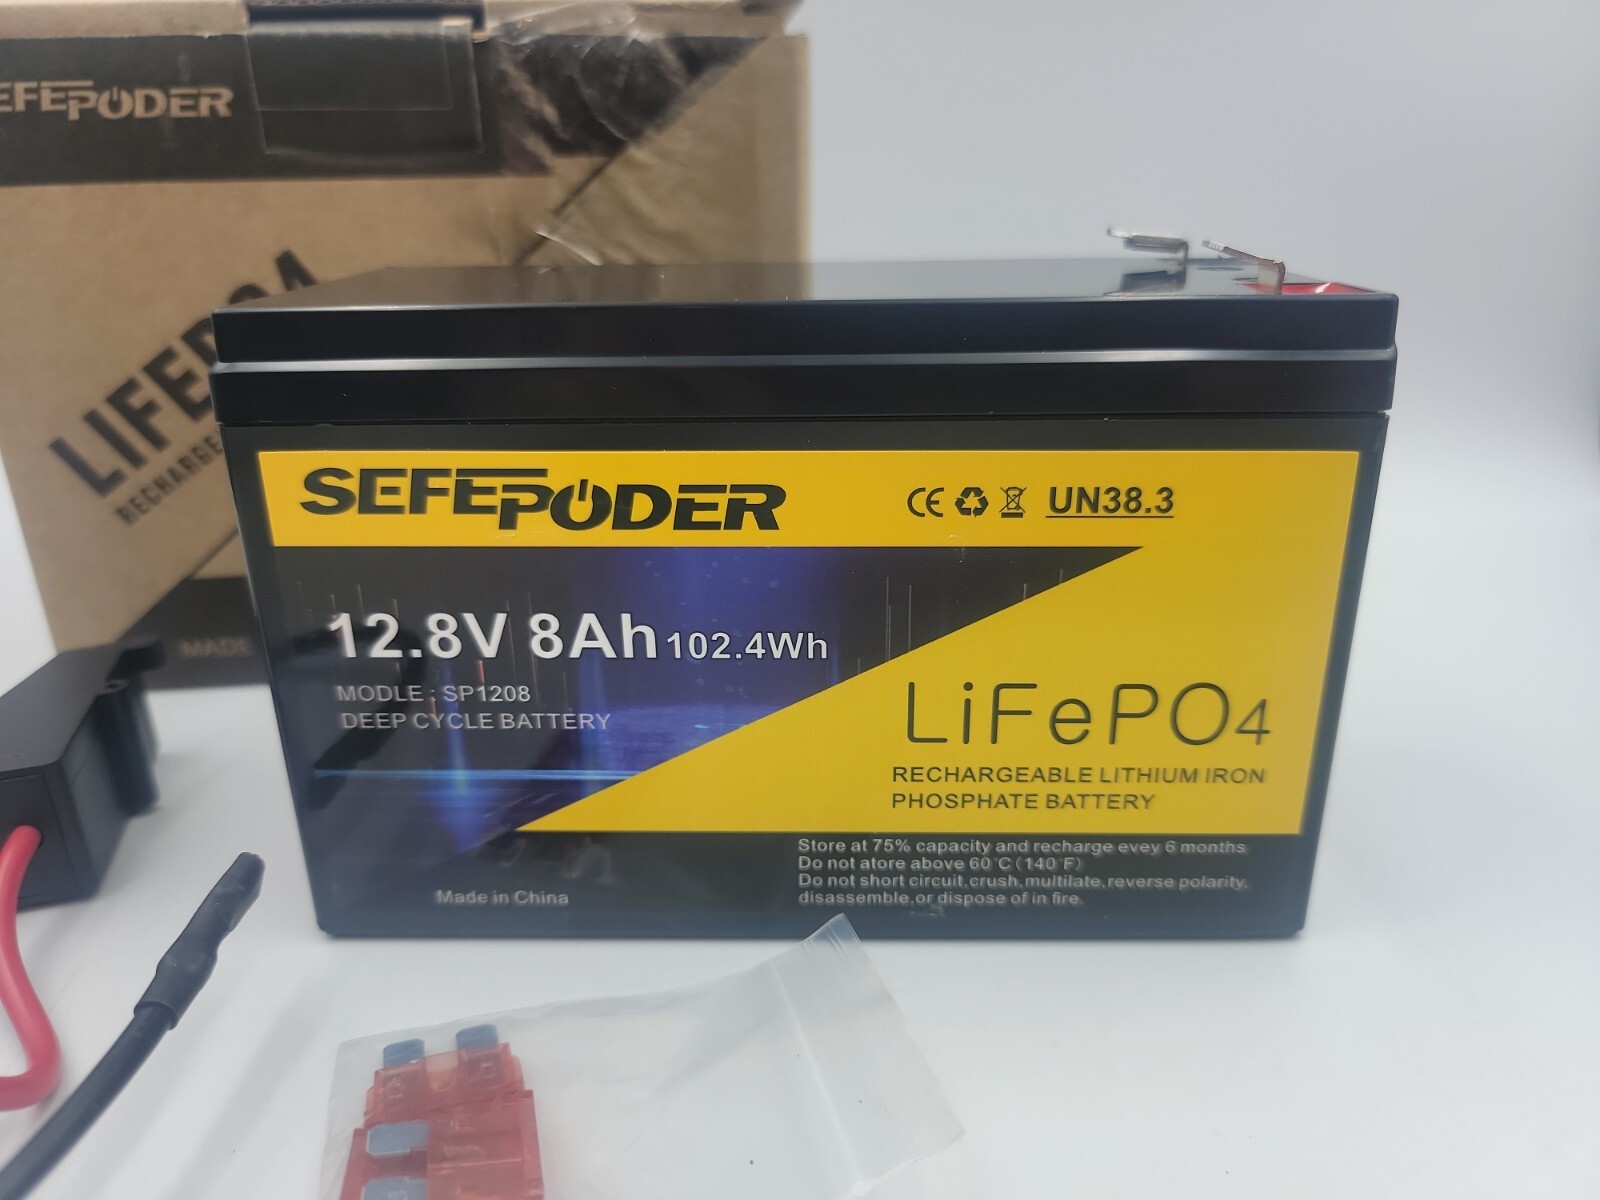 EFEPODER
LIFEPO4
RECHARGE
MADE
SEFEPODER
CE UN38.3
12.8V 8Ah 102.4Wh
MODLE : SP1208
DEEP CYCLE BATTERY
LiFePO4
RECHARGEABLE LITHIUM IRON
PHOSPHATE BATTERY
Store at 75% capacity and recharge evey 6 months
Do not atore above 60°C (140°F)
Do not short circuit,crush,multilate,reverse polarity,
disassemble,or dispose of in fire.
Made in China